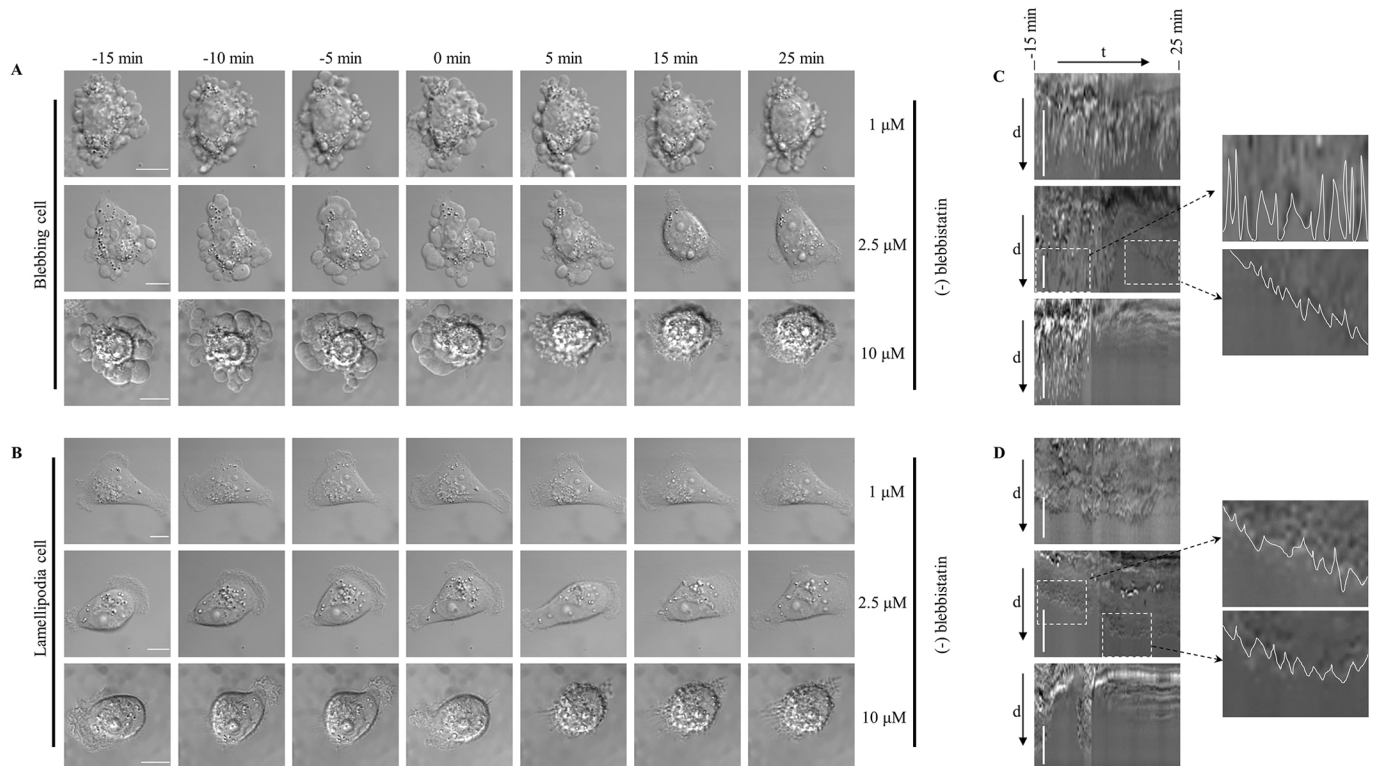 -15 min
25 min
t
-15 min -10 min -5 min 0 min 5 min 15 min 25 min
A
C
Blebbing cell
1 μM
2.5 μM
10 μM
(-) blebbistatin
d
d
d
B
D
Lamellipodia cell
1 μM
2.5 μM
10 μM
(-) blebbistatin
d
d
d